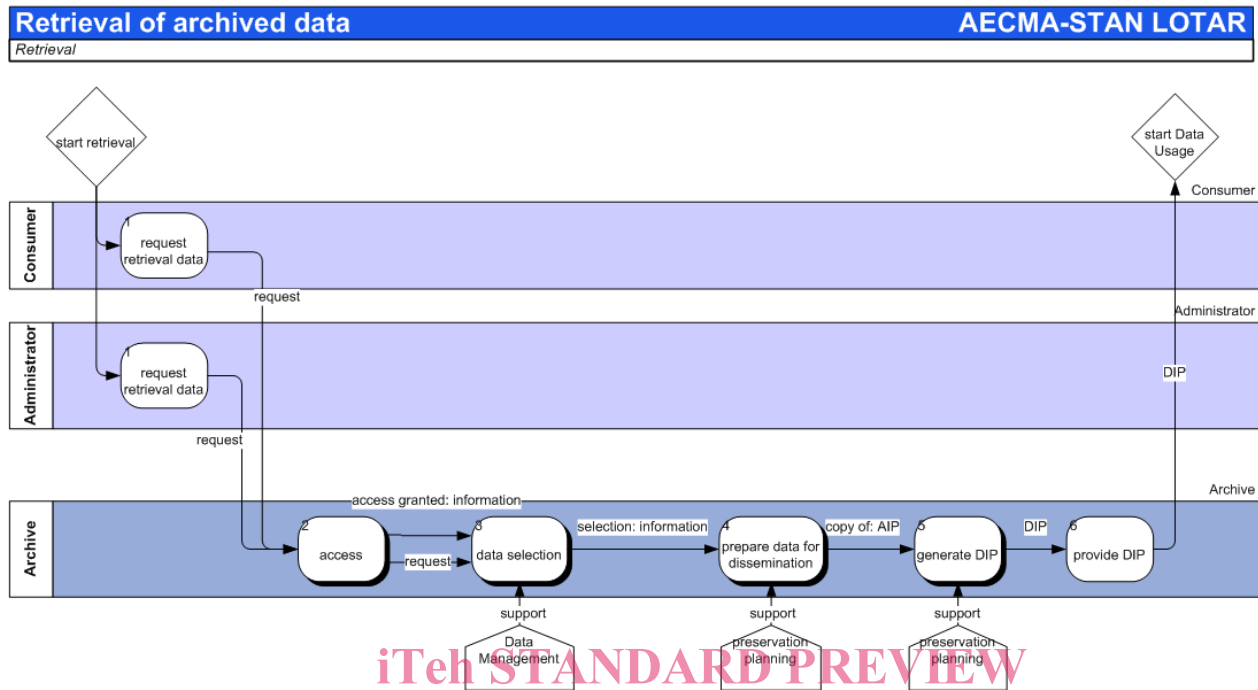 Retrieval of archived data
AECMA-STAN LOTAR
Retrieval
start retrieval
start Data
Usage
Consumer
Consumer
1
request
retrieval data
request
Administrator
Administrator
1
request
retrieval data
DIP
request
Archive
Archive
access granted: information
2
access
request
3
data selection
selection: information
4
prepare data for
dissemination
copy of: AIP
5
generate DIP
DIP
6
provide DIP
support
support
support
Data
Management
preservation
planning
preservation
planning
iTeh STANDARD PREVIEW